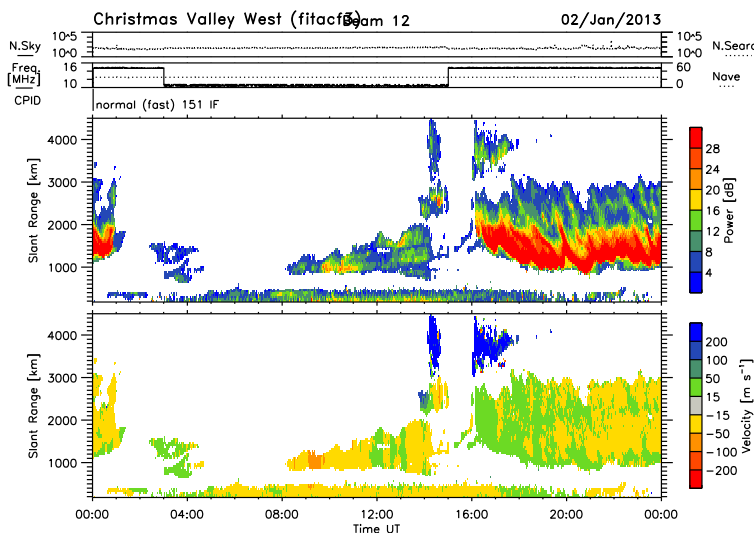 Christmas Valley West (fitacf3) Beam 12 02/Jan/2013
N.Sky 10^5 10^0 10^5 10^0 N.Search
Freq. [MHz] 16 10 60 0 Nave
CPID normal (fast) 151 IF
Slant Range [km] 4000 3000 2000 1000
Power [dB] 28 24 20 16 12 8 4
Slant Range [km] 4000 3000 2000 1000
Velocity [m s⁻¹] 200 100 50 15 -15 -50 -100 -200
00:00 04:00 08:00 12:00 16:00 20:00 00:00
Time UT